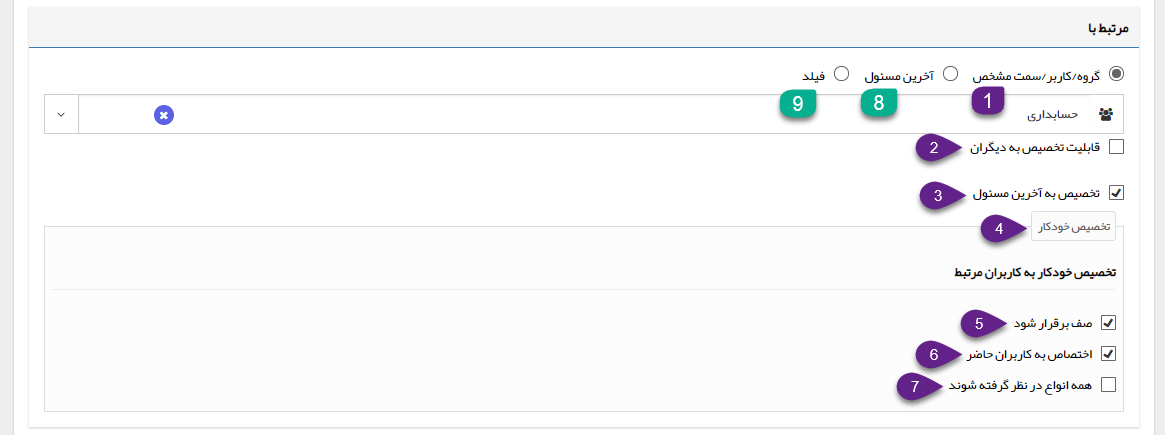 مرتبط با
گروه/کاربر/سمت مشخص آخرین مسئول فیلد
1 8 9
حسابداری
قابلیت تخصیص به دیگران 2
تخصیص به آخرین مسئول 3
تخصیص خودکار 4
تخصیص خودکار به کاربران مرتبط
صف برقرار شود 5
اختصاص به کاربران حاضر 6
همه انواع در نظر گرفته شوند 7